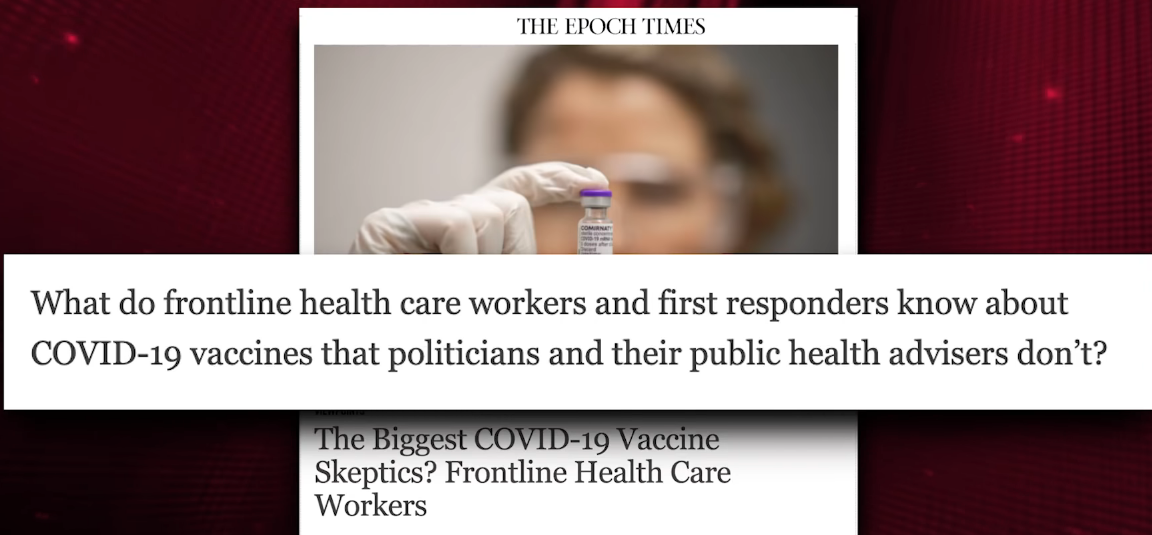 THE EPOCH TIMES
COMIRNATY
What do frontline health care workers and first responders know about
COVID-19 vaccines that politicians and their public health advisers don’t?
The Biggest COVID-19 Vaccine
Skeptics? Frontline Health Care
Workers